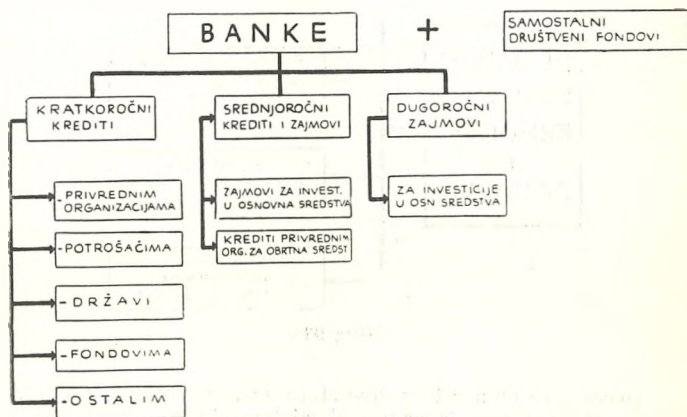 BANKE
+
SAMOSTALNI
DRUŠTVENI FONDOVI
KRATKOROČNI
KREDITI
SREDNJOROČNI
KREDITI I ZAJMOVI
DUGOROČNI
ZAJMOVI
-PRIVREDNIM
ORGANIZACIJAMA
-POTROŠAČIMA
-DRŽAVI
-FONDOVIMA
-OSTALIM
ZAJMOVI ZA INVEST.
U OSNOVNA SREDSTVA
KREDITI PRIVREDNIM
ORG. ZA OBRTNA SREDST
ZA INVESTICIJE
U OSN SREDSTVA